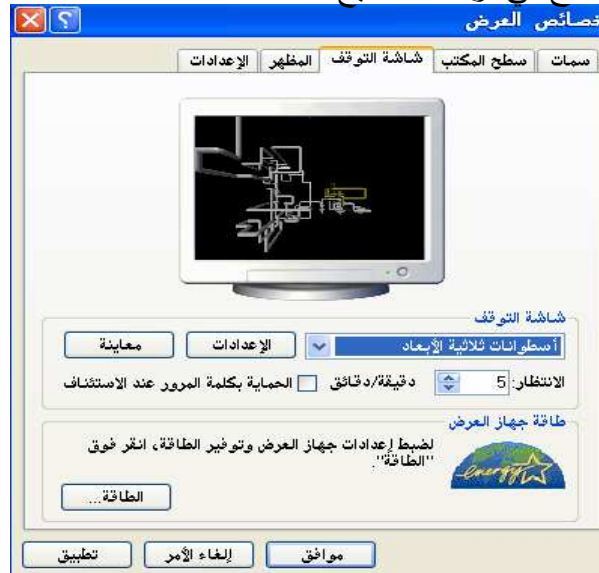 خصائص العرض
سمات سطح المكتب شاشة التوقف المظهر الإعدادات
شاشة التوقف
أسطوانات ثلاثية الأبعاد الإعدادات معاينة
الانتظار: 5 دقيقة/دقائق الحماية بكلمة المرور عند الاستئناف
طاقة جهاز العرض
لضبط إعدادات جهاز العرض وتوفير الطاقة، انقر فوق
"الطاقة".
energy
الطاقة...
موافق إلغاء الأمر تطبيق